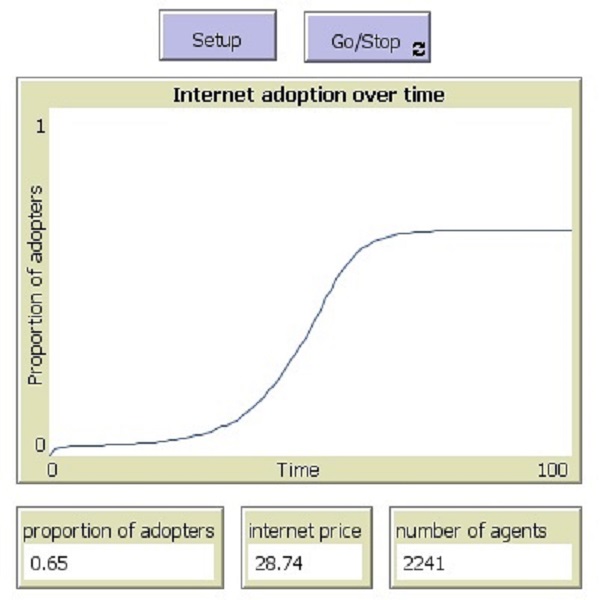 Setup
Go/Stop
Internet adoption over time
1
Proportion of adopters
0
0 Time 100
proportion of adopters internet price number of agents
0.65 28.74 2241